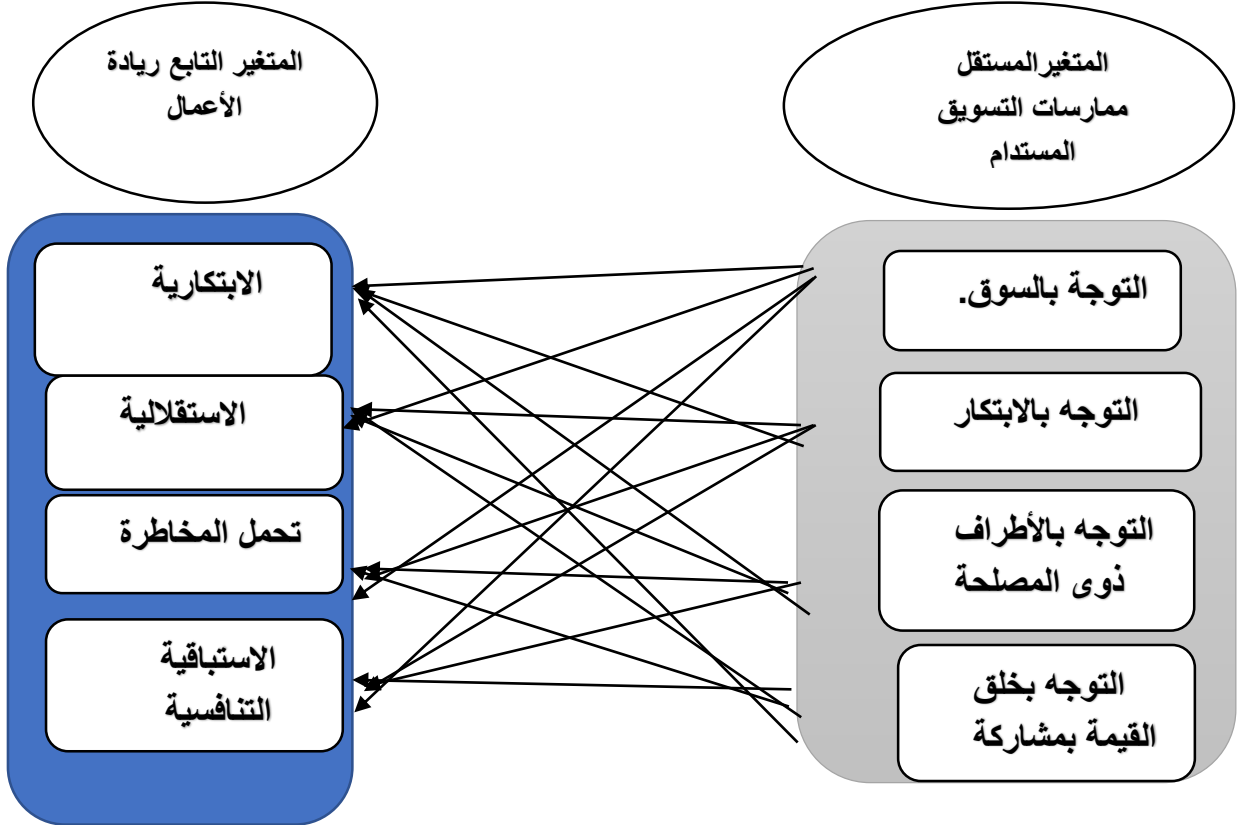 المتغيرالمستقل
ممارسات التسويق
المستدام
التوجة بالسوق.
التوجه بالابتكار
التوجه بالأطراف
ذوى المصلحة
التوجه بخلق
القيمة بمشاركة
المتغير التابع ريادة
الأعمال
الابتكارية
الاستقلالية
تحمل المخاطرة
الاستباقية
التنافسية